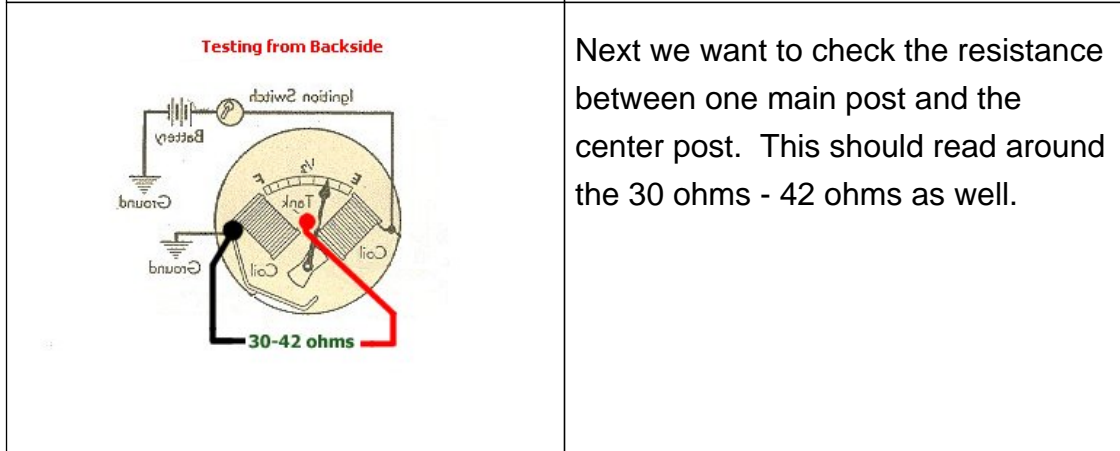 Testing from Backside
Ignition Switch
Battery
Ground
F
½
E
Tank
Ground
Coil
Coil
30-42 ohms
Next we want to check the resistance
between one main post and the
center post. This should read around
the 30 ohms - 42 ohms as well.